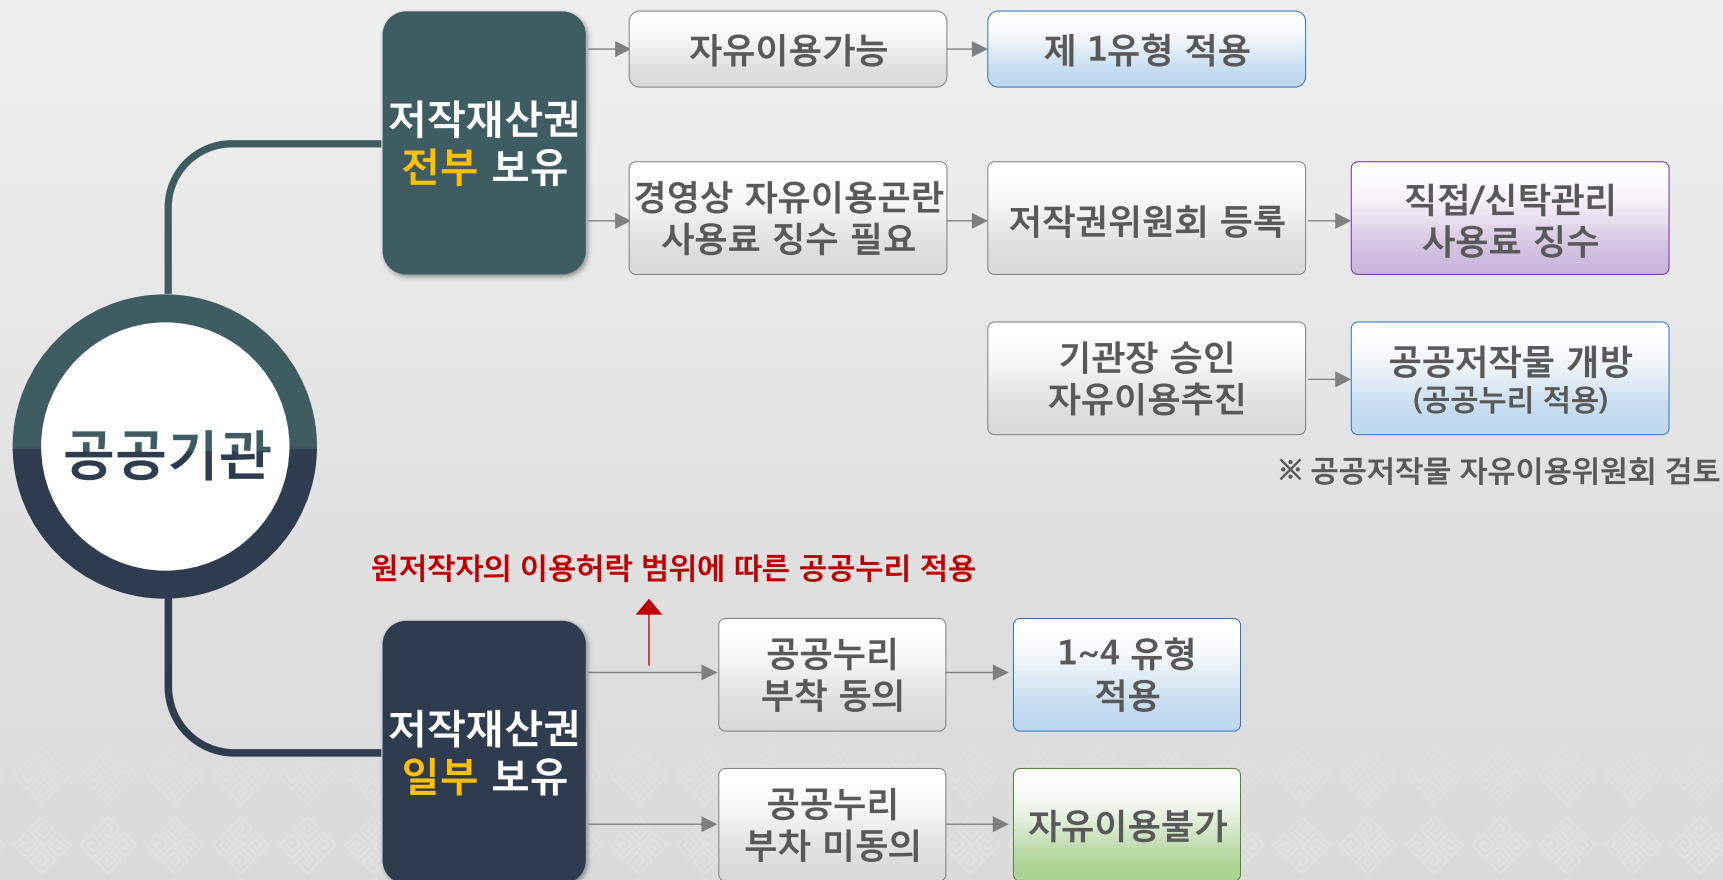 자유이용가능
제 1유형 적용
저작재산권
전부 보유
경영상 자유이용곤란
사용료 징수 필요
저작권위원회 등록
직접/신탁관리
사용료 징수
기관장 승인
자유이용추진
공공저작물 개방
(공공누리 적용)
※ 공공저작물 자유이용위원회 검토
공공기관
원저작자의 이용허락 범위에 따른 공공누리 적용
저작재산권
일부 보유
공공누리
부착 동의
1~4 유형
적용
공공누리
부차 미동의
자유이용불가